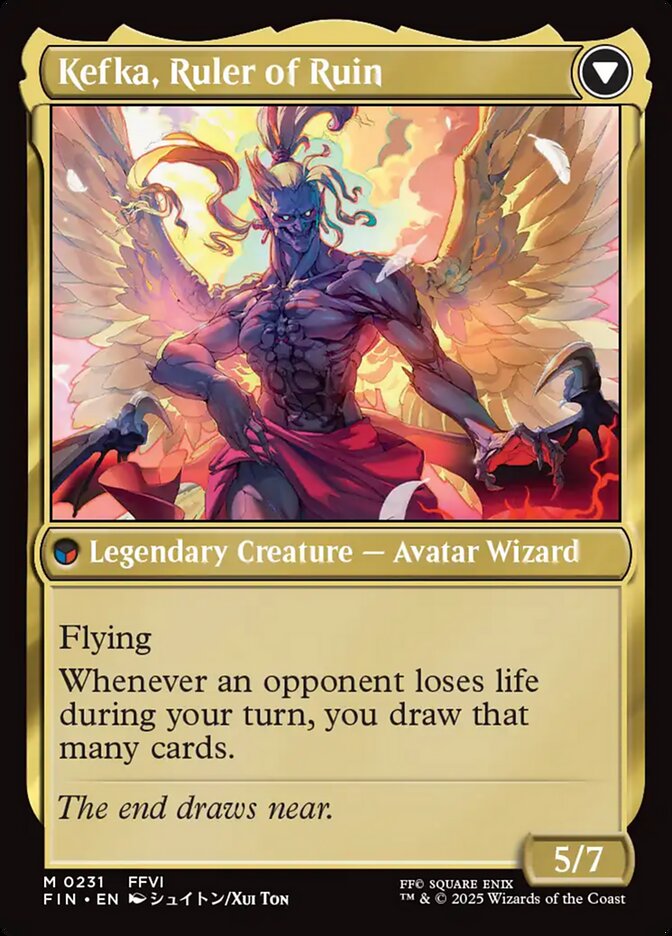 Kefka, Ruler of Ruin
Legendary Creature — Avatar Wizard
Flying
Whenever an opponent loses life
during your turn, you draw that
many cards.
The end draws near.
5/7
M 0231 FFVI
FIN • EN シュイトン/Xui Ton
FF© SQUARE ENIX
™ & © 2025 Wizards of the Coast